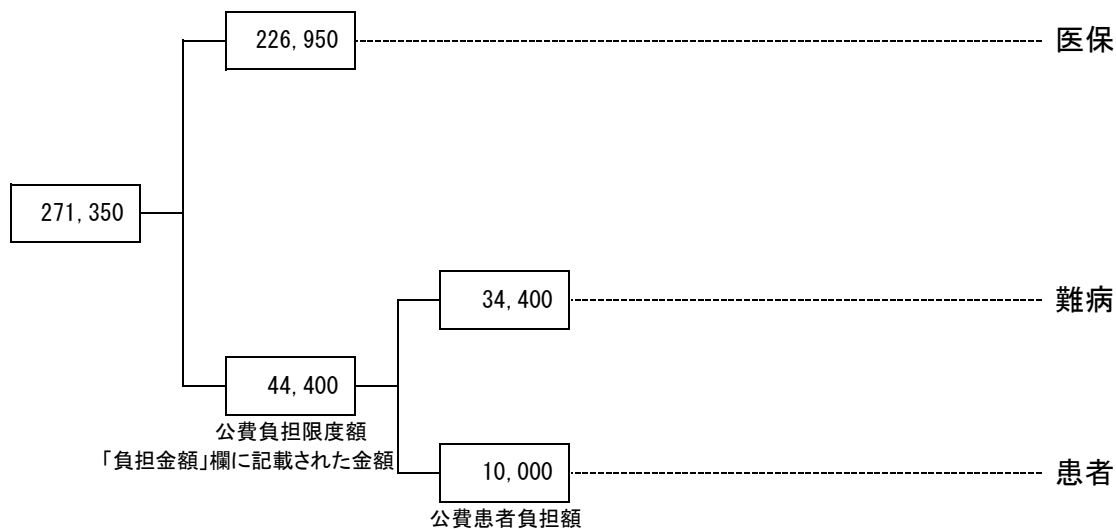 226,950
医保
271,350
34,400
難病
44,400
公費負担限度額
「負担金額」欄に記載された金額
10,000
患者
公費患者負担額